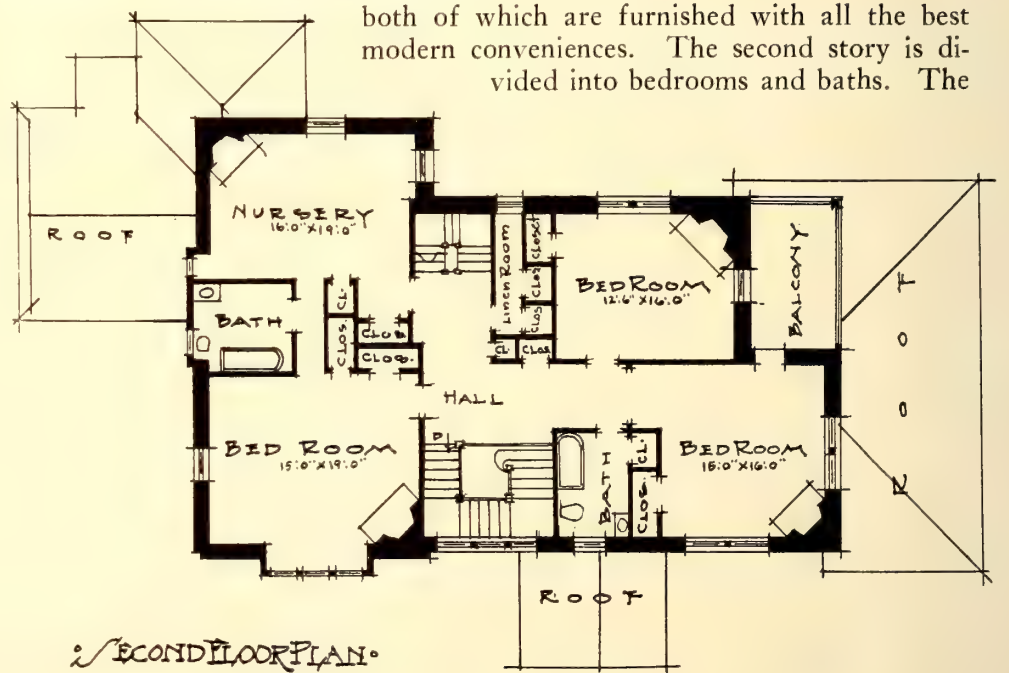 both of which are furnished with all the best
modern conveniences. The second story is di-
vided into bedrooms and baths. The
NURSERY
16'.0" X 19'.0"
ROOF
BATH
CL.
CLOS.
CLOS.
CLOS.
LINEN ROOM
CLOSET
CLOS
CLOS
CL.
CLOS
BED ROOM
12'.6" X 16'.0"
BALCONY
ROOF
HALL
BED ROOM
15'.0" X 19'.0"
D
BATH
CL.
CLOS.
BED ROOM
15'.0" X 16'.0"
ROOF
SECOND FLOOR PLAN